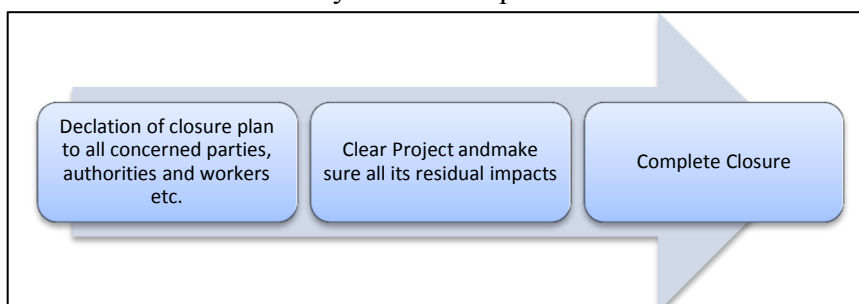 Declation of closure plan
to all concerned parties,
authorities and workers
etc.
Clear Project andmake
sure all its residual impacts
Complete Closure